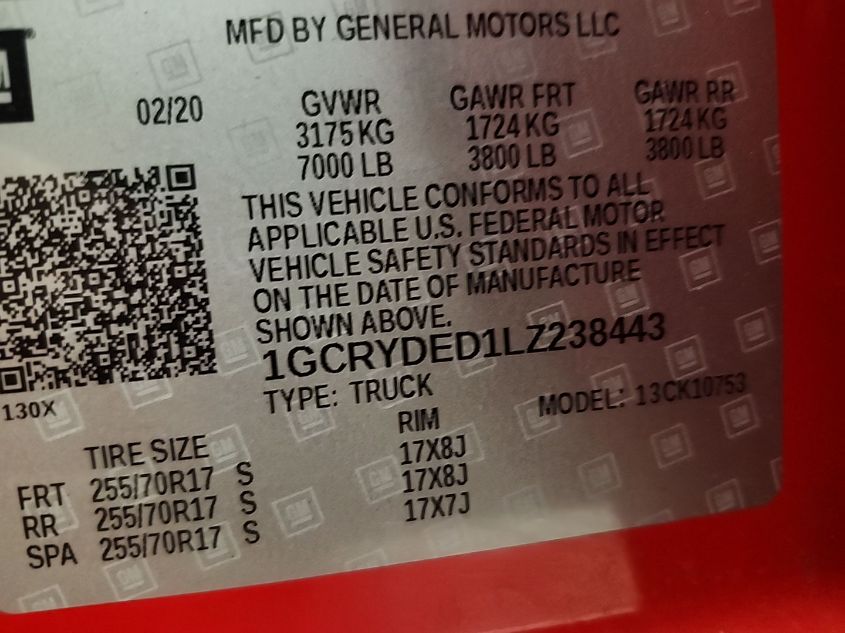 MFD BY GENERAL MOTORS LLC
02/20
GVWR GAWR FRT GAWR RR
3175 KG 1724 KG 1724 KG
7000 LB 3800 LB 3800 LB
THIS VEHICLE CONFORMS TO ALL
APPLICABLE U.S. FEDERAL MOTOR
VEHICLE SAFETY STANDARDS IN EFFECT
ON THE DATE OF MANUFACTURE
SHOWN ABOVE.
1GCRYDED1LZ238443
TYPE: TRUCK MODEL: 13CK10753
130X
TIRE SIZE RIM
FRT 255/70R17 S 17X8J
RR 255/70R17 S 17X8J
SPA 255/70R17 S 17X7J